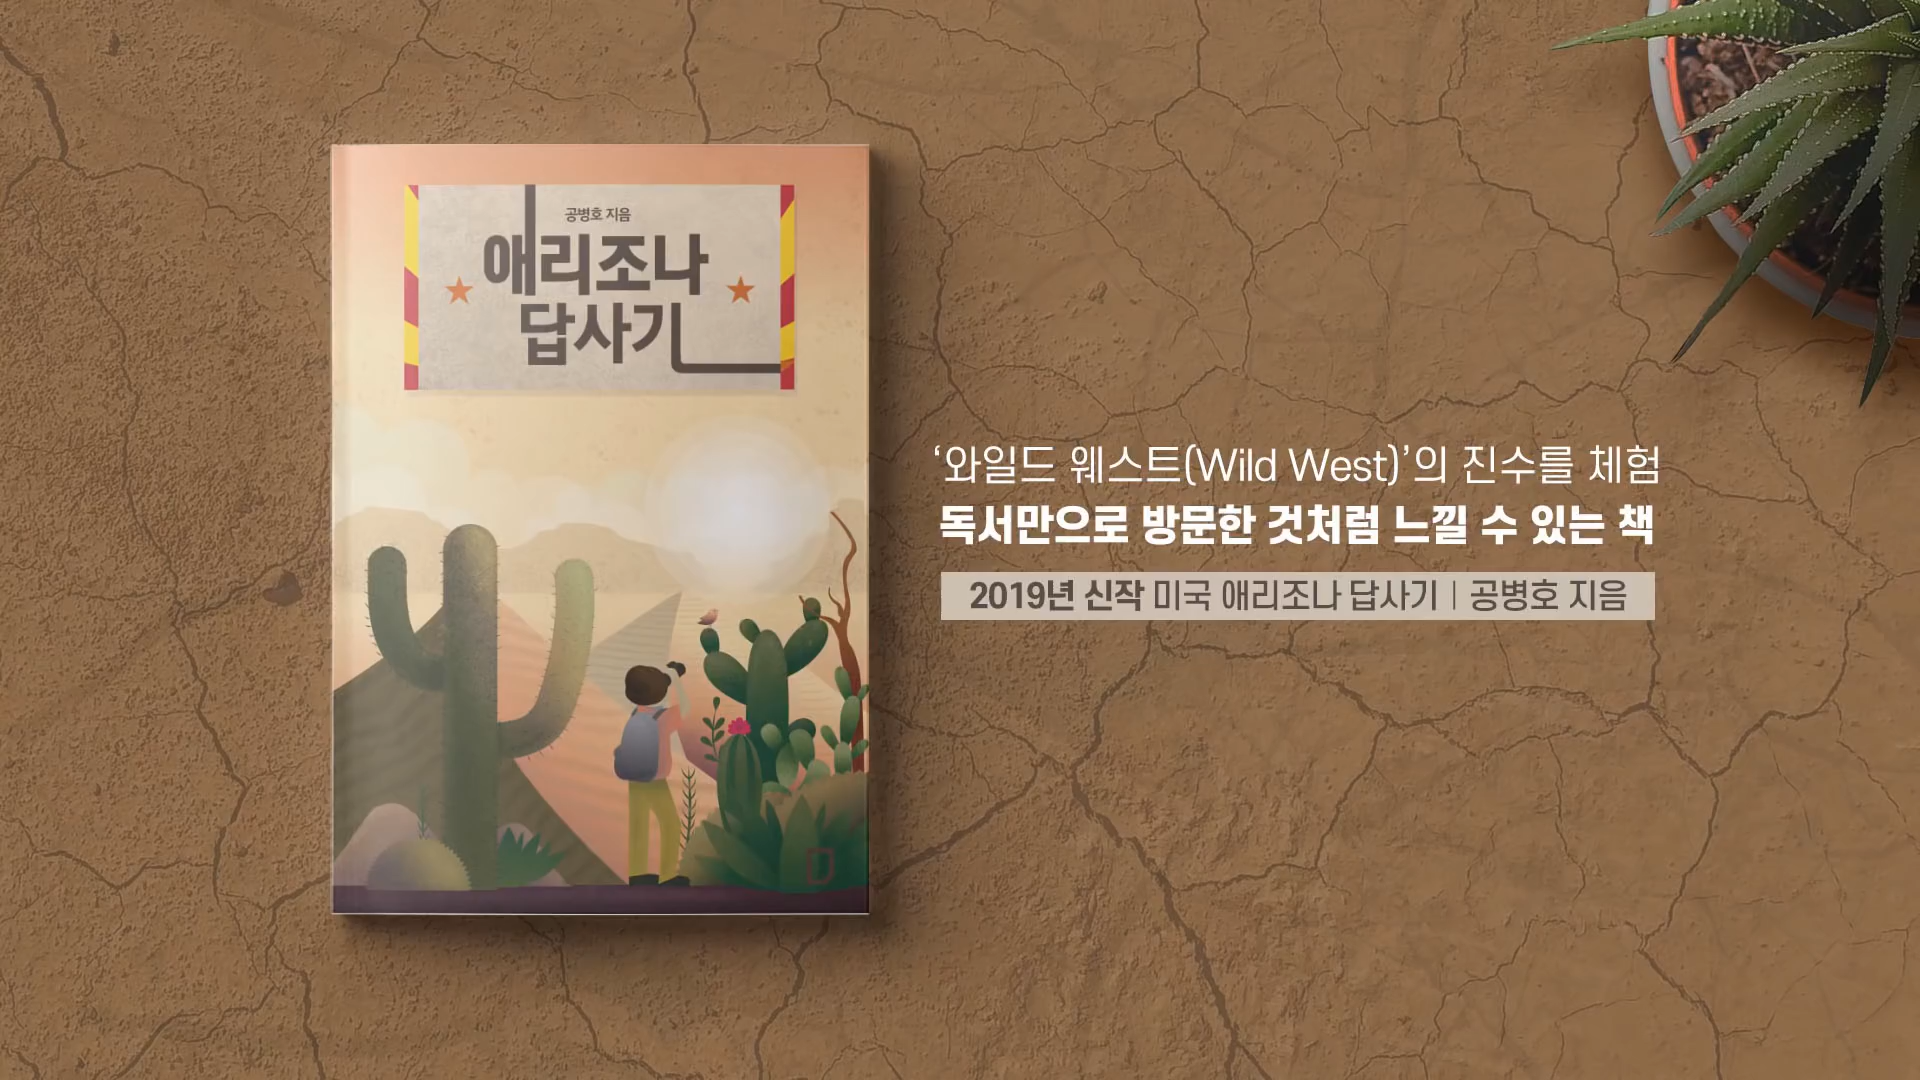 공병호 지음
애리조나
답사기
‘와일드 웨스트(Wild West)’의 진수를 체험
독서만으로 방문한 것처럼 느낄 수 있는 책
2019년 신작 미국 애리조나 답사기 | 공병호 지음